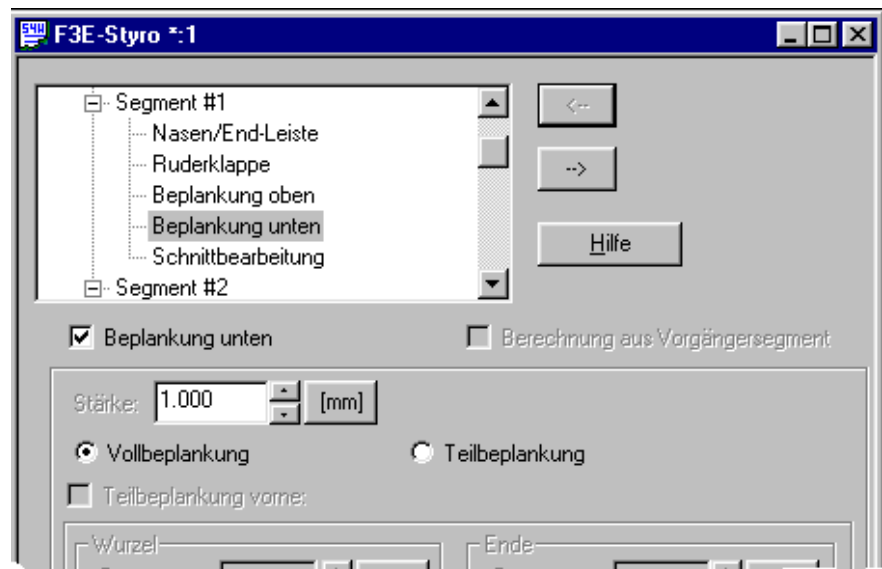 F3E-Styro *:1
Segment #1
<--
Nasen/End-Leiste
Ruderklappe
-->
Beplankung oben
Beplankung unten
Hilfe
Schnittbearbeitung
Segment #2
Beplankung unten
Berechnung aus Vorgängersegment
Stärke: 1.000 [mm]
Vollbeplankung
Teilbeplankung
Teilbeplankung vorne:
Wurzel
Ende